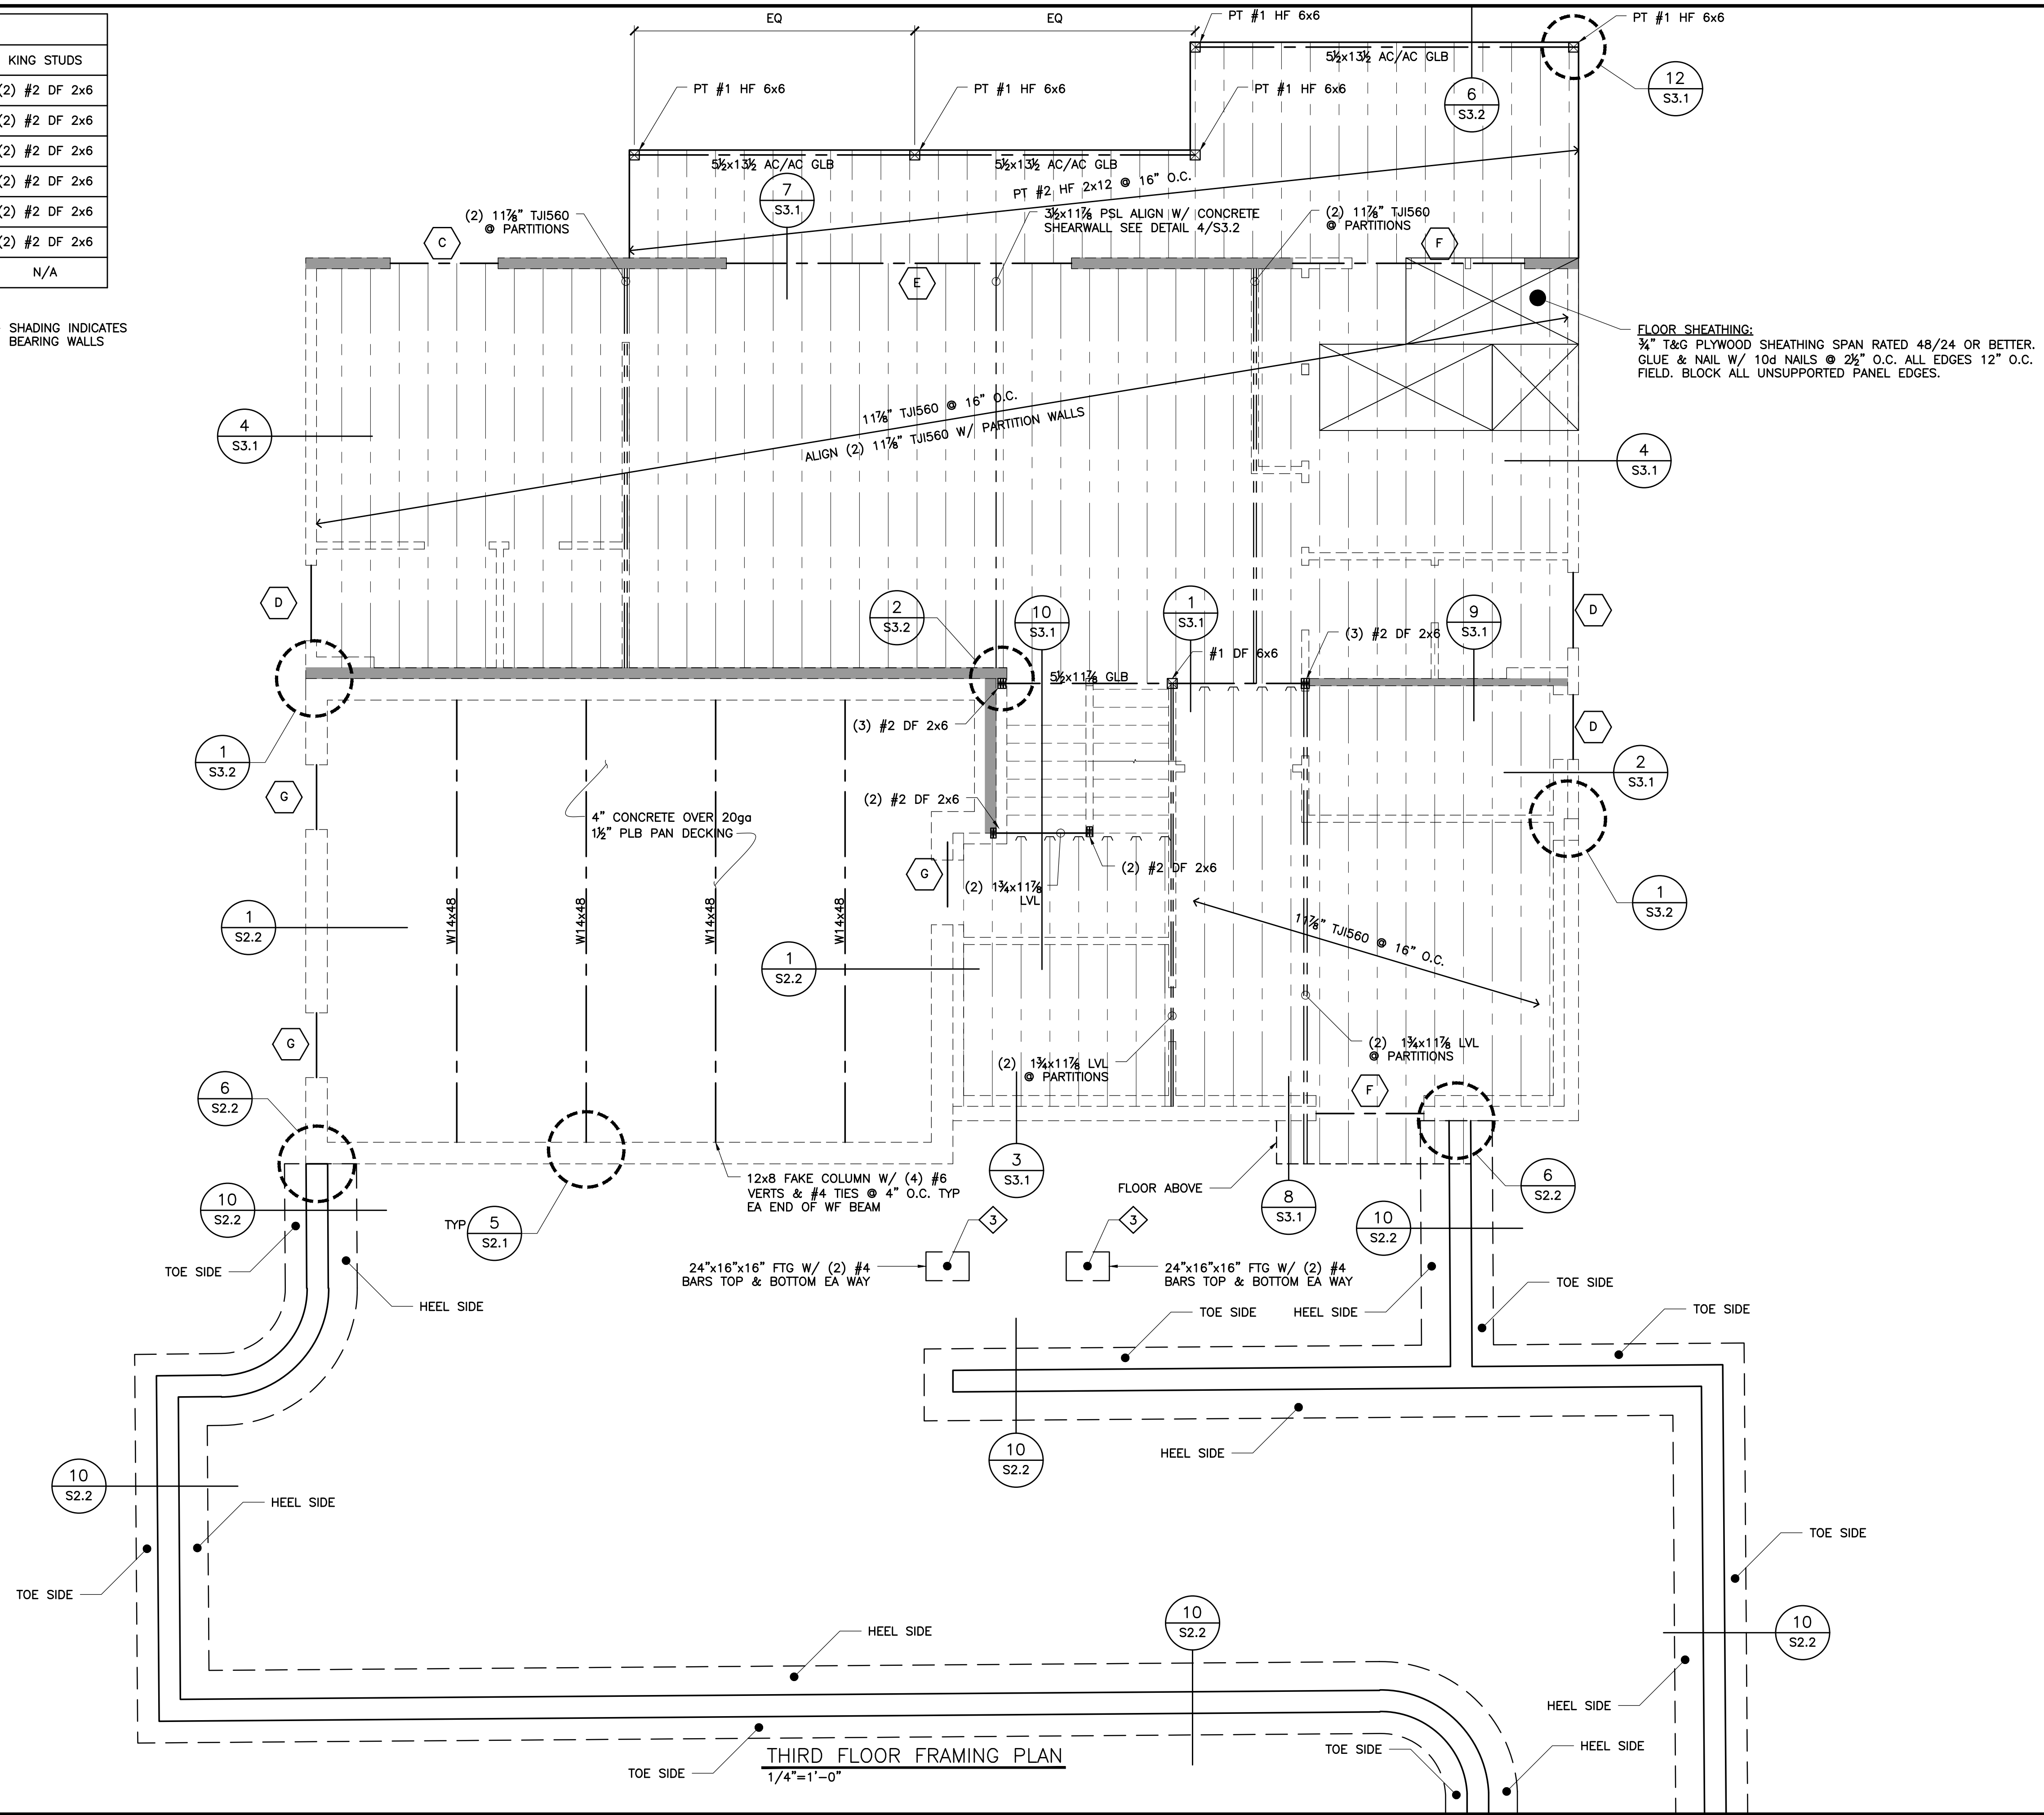 KING STUDS
(2) #2 DF 2x6
(2) #2 DF 2x6
(2) #2 DF 2x6
(2) #2 DF 2x6
(2) #2 DF 2x6
(2) #2 DF 2x6
N/A
SHADING INDICATES
BEARING WALLS
EQ
EQ
PT #1 HF 6x6
PT #1 HF 6x6
5½x13½ AC/AC GLB
12
S3.1
6
S3.2
PT #1 HF 6x6
PT #1 HF 6x6
PT #1 HF 6x6
5½x13½ AC/AC GLB
5½x13½ AC/AC GLB
PT #2 HF 2x12 @ 16" O.C.
7
S3.1
(2) 11⅞" TJI560
@ PARTITIONS
3½x11⅞ PSL ALIGN W/ CONCRETE
SHEARWALL SEE DETAIL 4/S3.2
(2) 11⅞" TJI560
@ PARTITIONS
C
F
E
FLOOR SHEATHING:
¾" T&G PLYWOOD SHEATHING SPAN RATED 48/24 OR BETTER.
GLUE & NAIL W/ 10d NAILS @ 2½" O.C. ALL EDGES 12" O.C.
FIELD. BLOCK ALL UNSUPPORTED PANEL EDGES.
11⅞" TJI560 @ 16" O.C.
ALIGN (2) 11⅞" TJI560 W/ PARTITION WALLS
4
S3.1
4
S3.1
D
D
2
S3.2
10
S3.1
1
S3.1
9
S3.1
(3) #2 DF 2x6
#1 DF 6x6
5½x11⅞ GLB
(3) #2 DF 2x6
D
1
S3.2
2
S3.1
G
(2) #2 DF 2x6
4" CONCRETE OVER 20ga
1½" PLB PAN DECKING
(2) #2 DF 2x6
G
(2) 1¾x11⅞
LVL
1
S3.2
W14x48
W14x48
W14x48
W14x48
1
S2.2
1
S2.2
11⅞" TJI560 @ 16" O.C.
G
(2) 1¾x11⅞ LVL
@ PARTITIONS
(2) 1¾x11⅞ LVL
@ PARTITIONS
F
6
S2.2
3
S3.1
12x8 FAKE COLUMN W/ (4) #6
VERTS & #4 TIES @ 4" O.C. TYP
EA END OF WF BEAM
FLOOR ABOVE
8
S3.1
6
S2.2
10
S2.2
TYP
5
S2.1
3
3
10
S2.2
TOE SIDE
24"x16"x16" FTG W/ (2) #4
BARS TOP & BOTTOM EA WAY
24"x16"x16" FTG W/ (2) #4
BARS TOP & BOTTOM EA WAY
TOE SIDE
HEEL SIDE
TOE SIDE
HEEL SIDE
TOE SIDE
10
S2.2
HEEL SIDE
10
S2.2
HEEL SIDE
TOE SIDE
TOE SIDE
10
S2.2
10
S2.2
HEEL SIDE
HEEL SIDE
TOE SIDE
HEEL SIDE
THIRD FLOOR FRAMING PLAN
1/4"=1'-0"
TOE SIDE